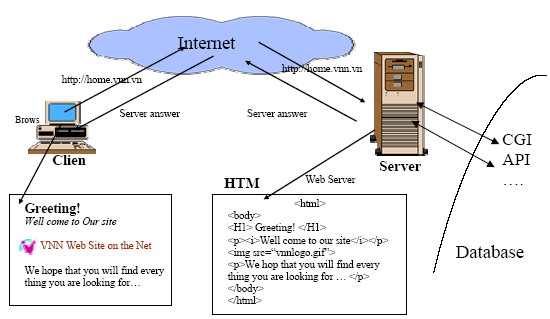 Internet
http://home.vnn.vn
http://home.vnn.vn
Brows
Server answer
Server answer
Clien
Server
CGI
API
….
Database
Web Server
HTM
Greeting!
Well come to Our site
VNN Web Site on the Net
We hope that you will find every
thing you are looking for…
<html>
<body>
<H1> Greeting! </H1>
<p><i>Well come to our site</i></p>
<img src=“vnnlogo.gif”>
<p>We hop that you will find every
thing you are looking for … </p>
</body>
</html>